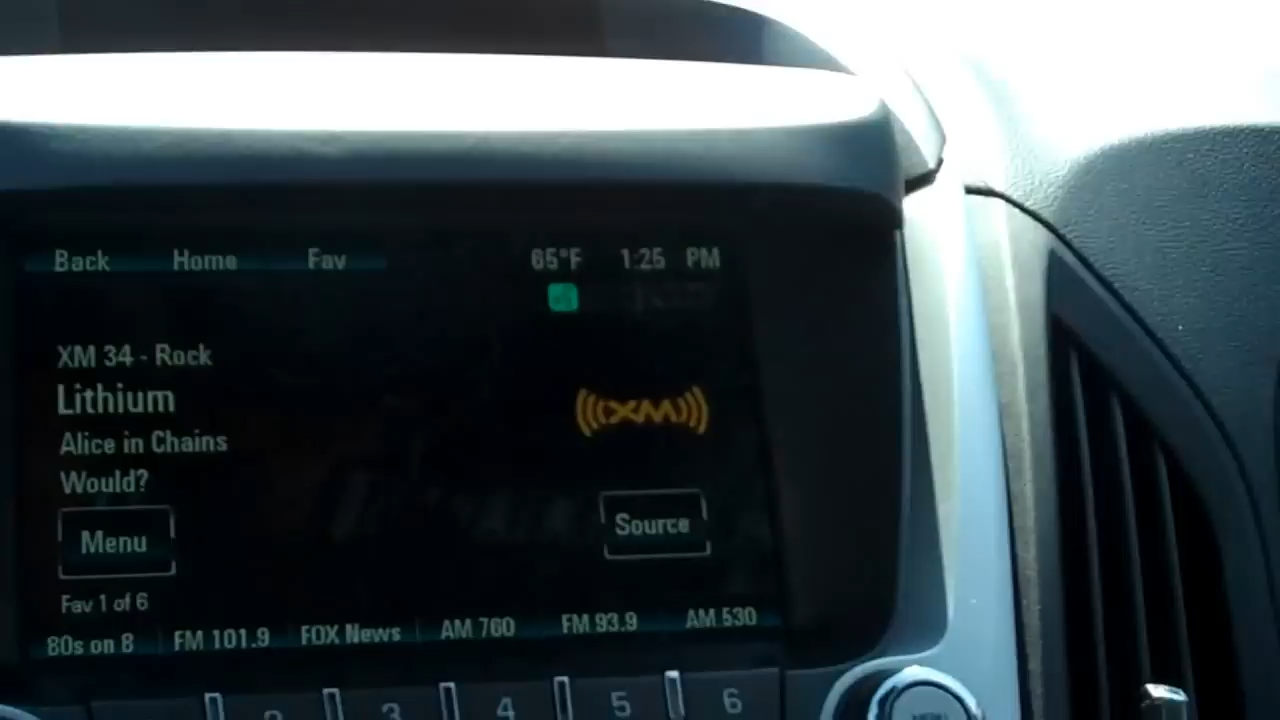 Back Home Fav 65°F 1:25 PM
XM 34 - Rock
Lithium
XM
Alice in Chains
Would?
Menu
Source
Fav 1 of 6
80s on 8 FM 101.9 FOX News AM 760 FM 93.9 AM 530
2 3 4 5 6
MENU